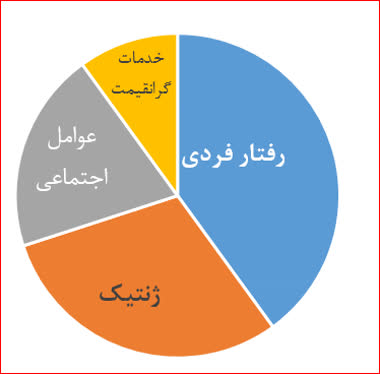 خدمات
گرانقیمت
عوامل
اجتماعی
رفتار فردی
ژنتیک